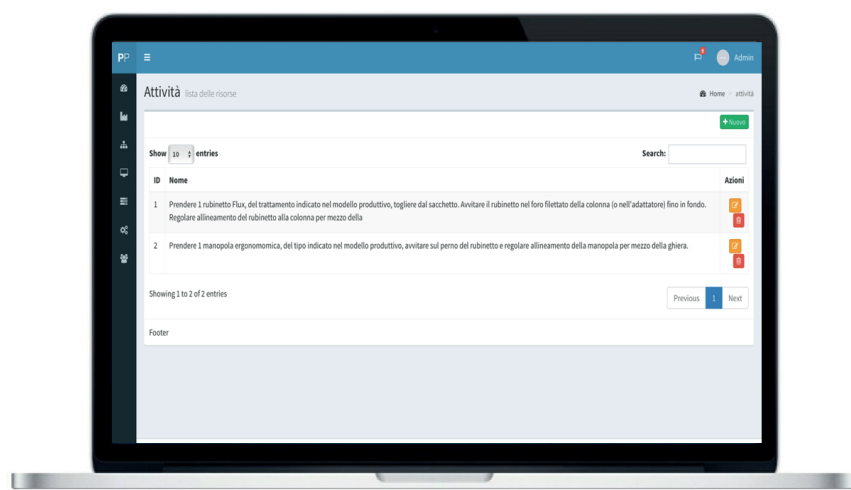 PP
5
Admin
Attività lista delle risorse
Home > attività
+ Nuovo
Show 10 entries
Search:
ID Nome Azioni
1 Prendere 1 rubinetto Flux, del trattamento indicato nel modello produttivo, togliere dal sacchetto. Avvitare il rubinetto nel foro filettato della colonna (o nell'adattatore) fino in fondo.
Regolare allineamento del rubinetto alla colonna per mezzo della
2 Prendere 1 manopola ergonomomica, del tipo indicato nel modello produttivo, avvitare sul perno del rubinetto e regolare allineamento della manopola per mezzo della ghiera.
Showing 1 to 2 of 2 entries
Previous 1 Next
Footer